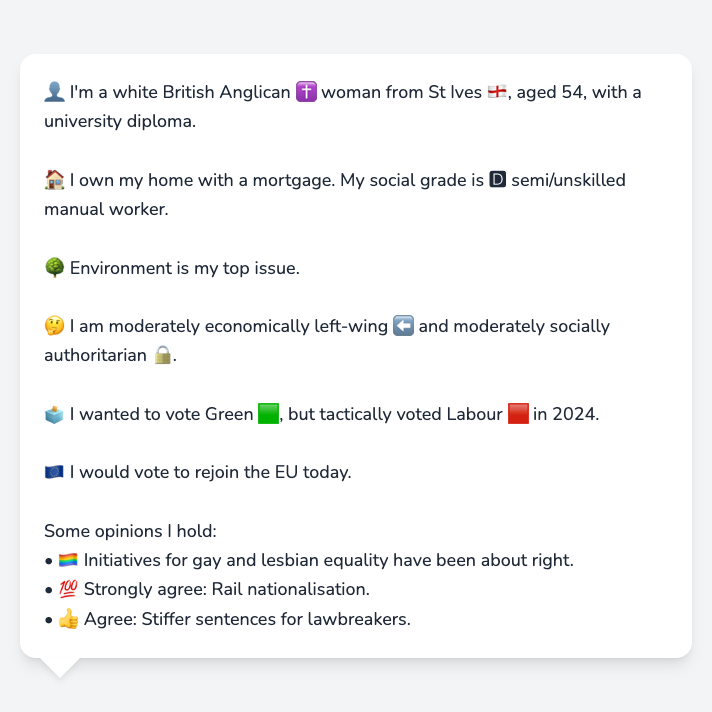 👤 I'm a white British Anglican ✝️ woman from St Ives 🏴󠁧󠁢󠁥󠁮󠁧󠁿, aged 54, with a
university diploma.
🏠 I own my home with a mortgage. My social grade is 🅳 semi/unskilled
manual worker.
🌳 Environment is my top issue.
🤔 I am moderately economically left-wing ⬅️ and moderately socially
authoritarian 🔒.
🗳️ I wanted to vote Green 🟩, but tactically voted Labour 🟥 in 2024.
🇪🇺 I would vote to rejoin the EU today.
Some opinions I hold:
• 🏳️‍🌈 Initiatives for gay and lesbian equality have been about right.
• 💯 Strongly agree: Rail nationalisation.
• 👍 Agree: Stiffer sentences for lawbreakers.